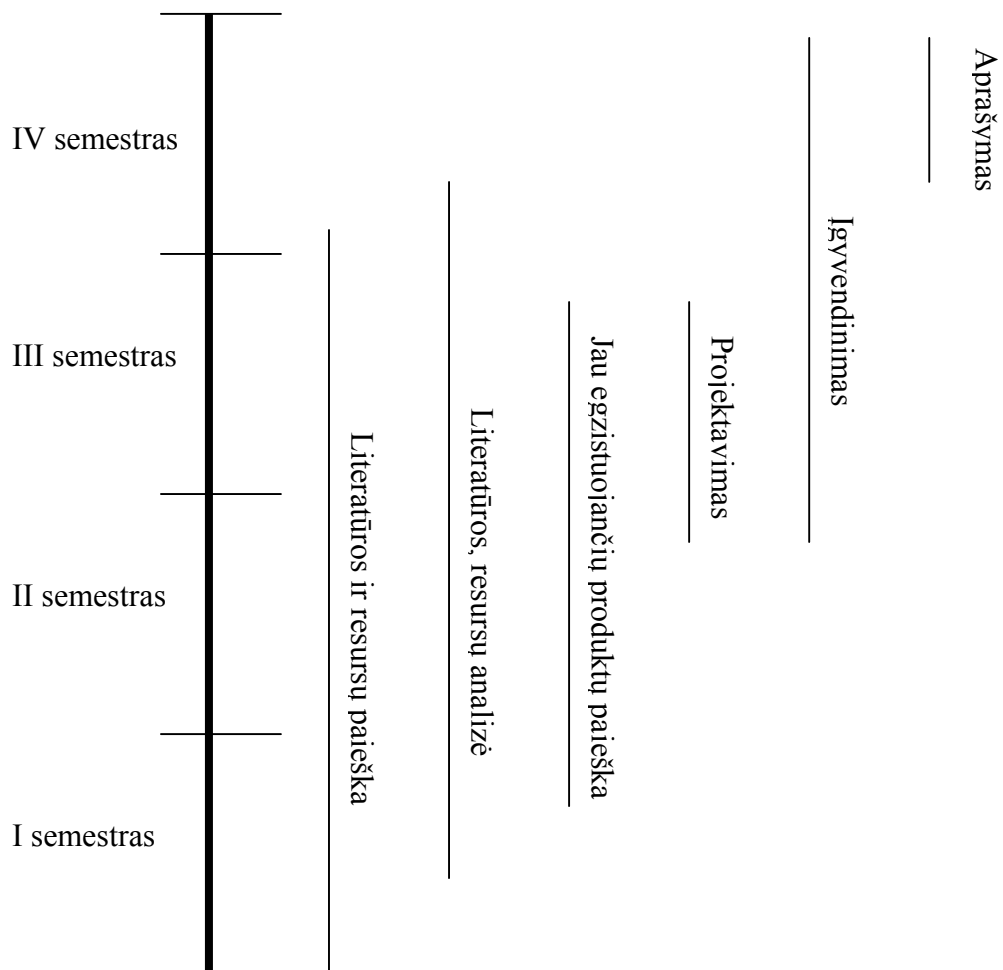 IV semestras
III semestras
II semestras
I semestras
Literatūros ir resursų paieška
Literatūros, resursų analizė
Jau egzistuojančių produktų paieška
Projektavimas
Įgyvendinimas
Aprašymas